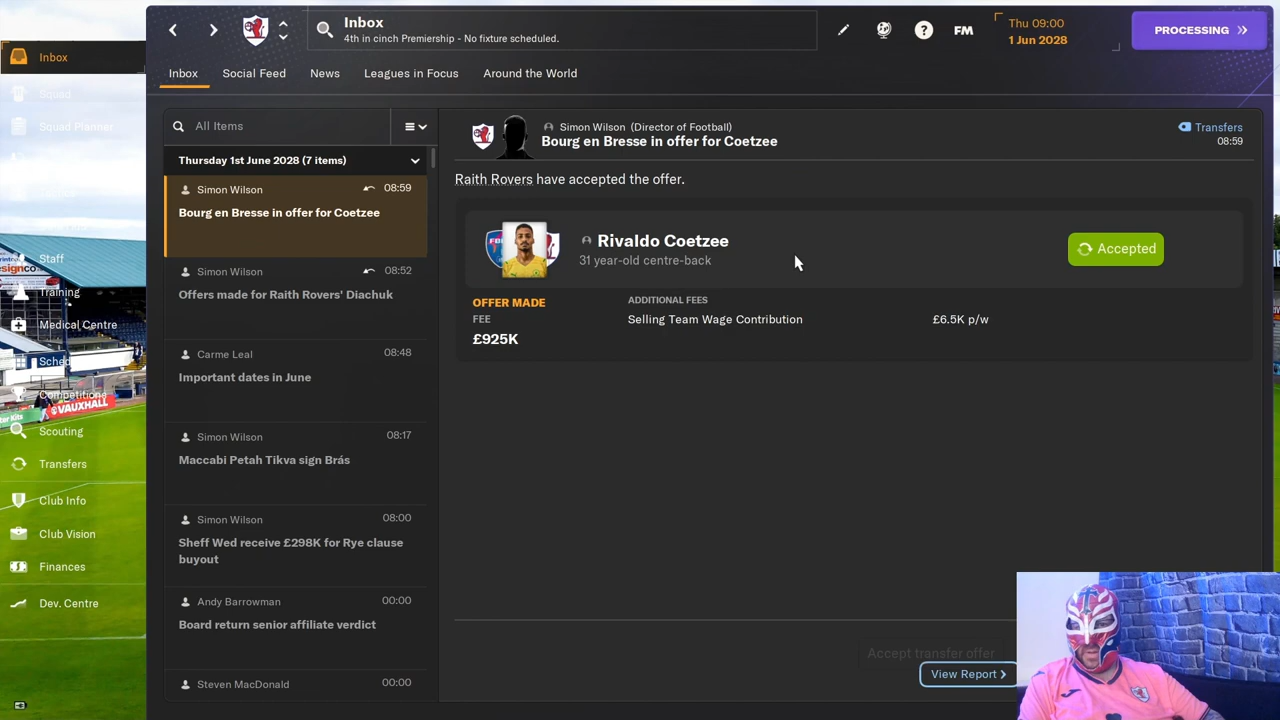 Inbox
4th in cinch Premiership - No fixture scheduled.
FM
Thu 09:00
1 Jun 2028
PROCESSING
Inbox
Social Feed
News
Leagues in Focus
Around the World
Inbox
Squad
Squad Planner
Staff
Training
Medical Centre
Sched
Competitions
Scouting
Transfers
Club Info
Club Vision
Finances
Dev. Centre
VAUXHALL
All Items
Thursday 1st June 2028 (7 items)
Simon Wilson
08:59
Bourg en Bresse in offer for Coetzee
Simon Wilson
08:52
Offers made for Raith Rovers' Diachuk
Carme Leal
08:48
Important dates in June
Simon Wilson
08:17
Maccabi Petah Tikva sign Brás
Simon Wilson
08:00
Sheff Wed receive £298K for Rye clause
buyout
Andy Barrowman
00:00
Board return senior affiliate verdict
Steven MacDonald
00:00
Simon Wilson (Director of Football)
Bourg en Bresse in offer for Coetzee
Transfers
08:59
Raith Rovers have accepted the offer.
Rivaldo Coetzee
31 year-old centre-back
Accepted
OFFER MADE
FEE
£925K
ADDITIONAL FEES
Selling Team Wage Contribution
£6.5K p/w
Accept transfer offer
View Report